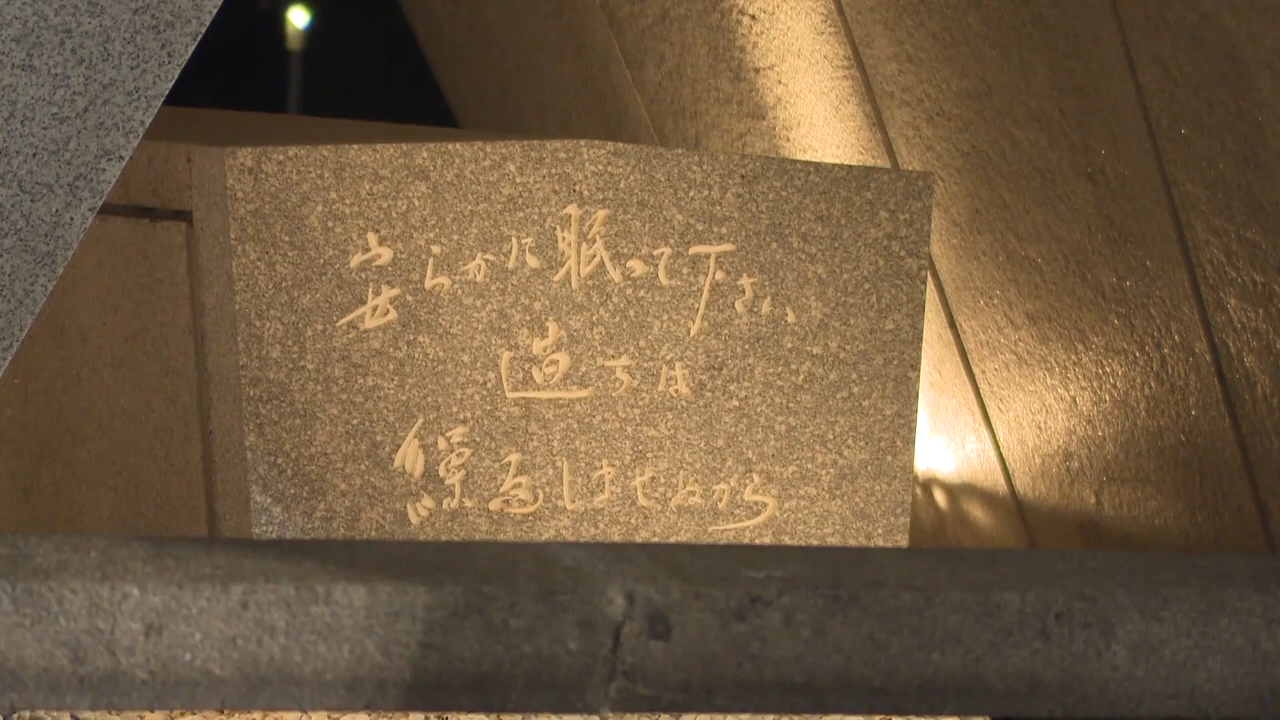 安らかに眠って下さい
過ちは
繰返しませぬから